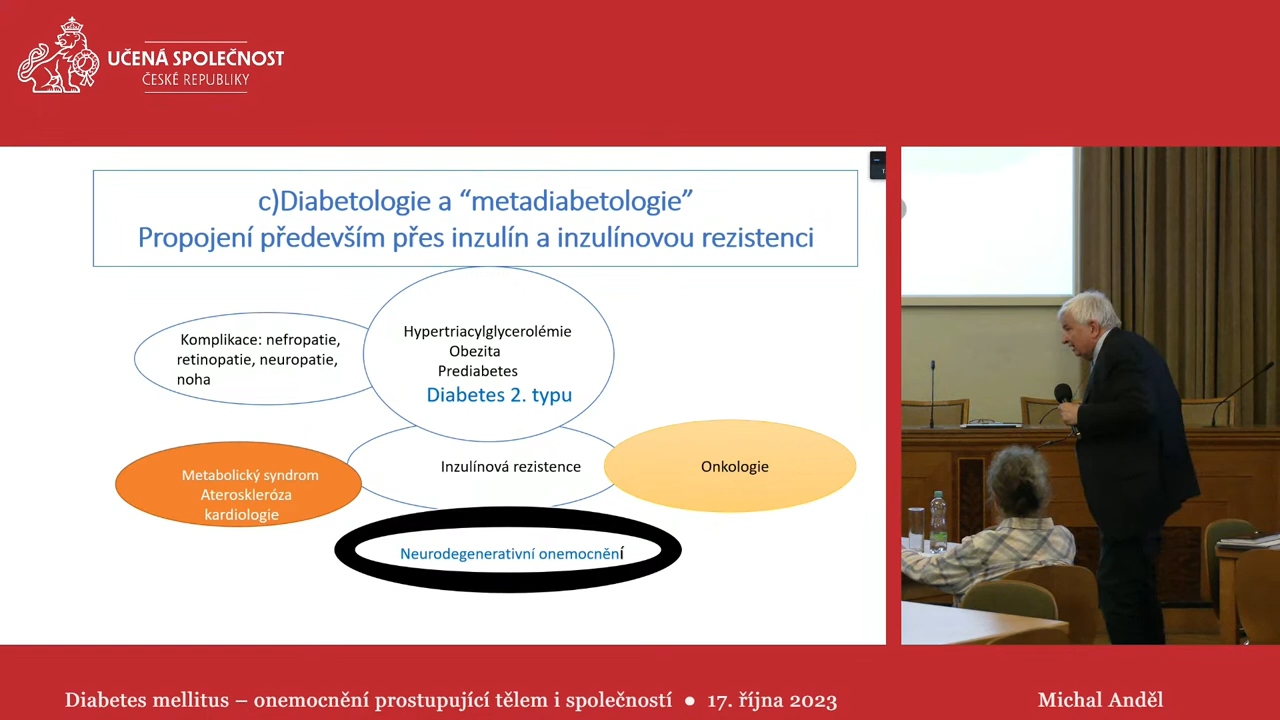 UČENÁ SPOLEČNOST
ČESKÉ REPUBLIKY
c)Diabetologie a “metadiabetologie”
Propojení především přes inzulín a inzulínovou rezistenci
Komplikace: nefropatie,
retinopatie, neuropatie,
noha
Hypertriacylglycerolémie
Obezita
Prediabetes
Diabetes 2. typu
Metabolický syndrom
Ateroskleróza
kardiologie
Inzulínová rezistence
Onkologie
Neurodegenerativní onemocnění
Diabetes mellitus – onemocnění prostupující tělem i společností ● 17. října 2023
Michal Anděl